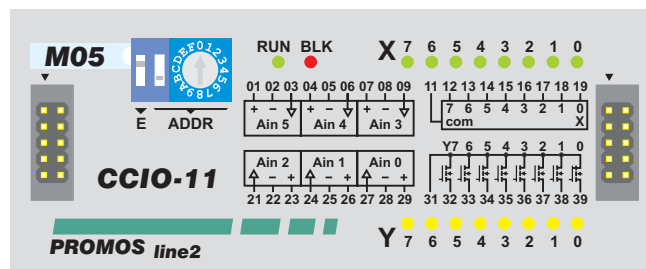 M05
RUN BLK
X 7 6 5 4 3 2 1 0
0123456789ABCDEF
E ADDR
01 02 03 04 05 06 07 08 09
11 12 13 14 15 16 17 18 19
+ − + − + −
7 6 5 4 3 2 1 0
Ain 5 Ain 4 Ain 3
com X
Ain 2 Ain 1 Ain 0
− + − + − +
21 22 23 24 25 26 27 28 29
Y7 6 5 4 3 2 1 0
31 32 33 34 35 36 37 38 39
CCIO-11
PROMOS line2
Y 7 6 5 4 3 2 1 0